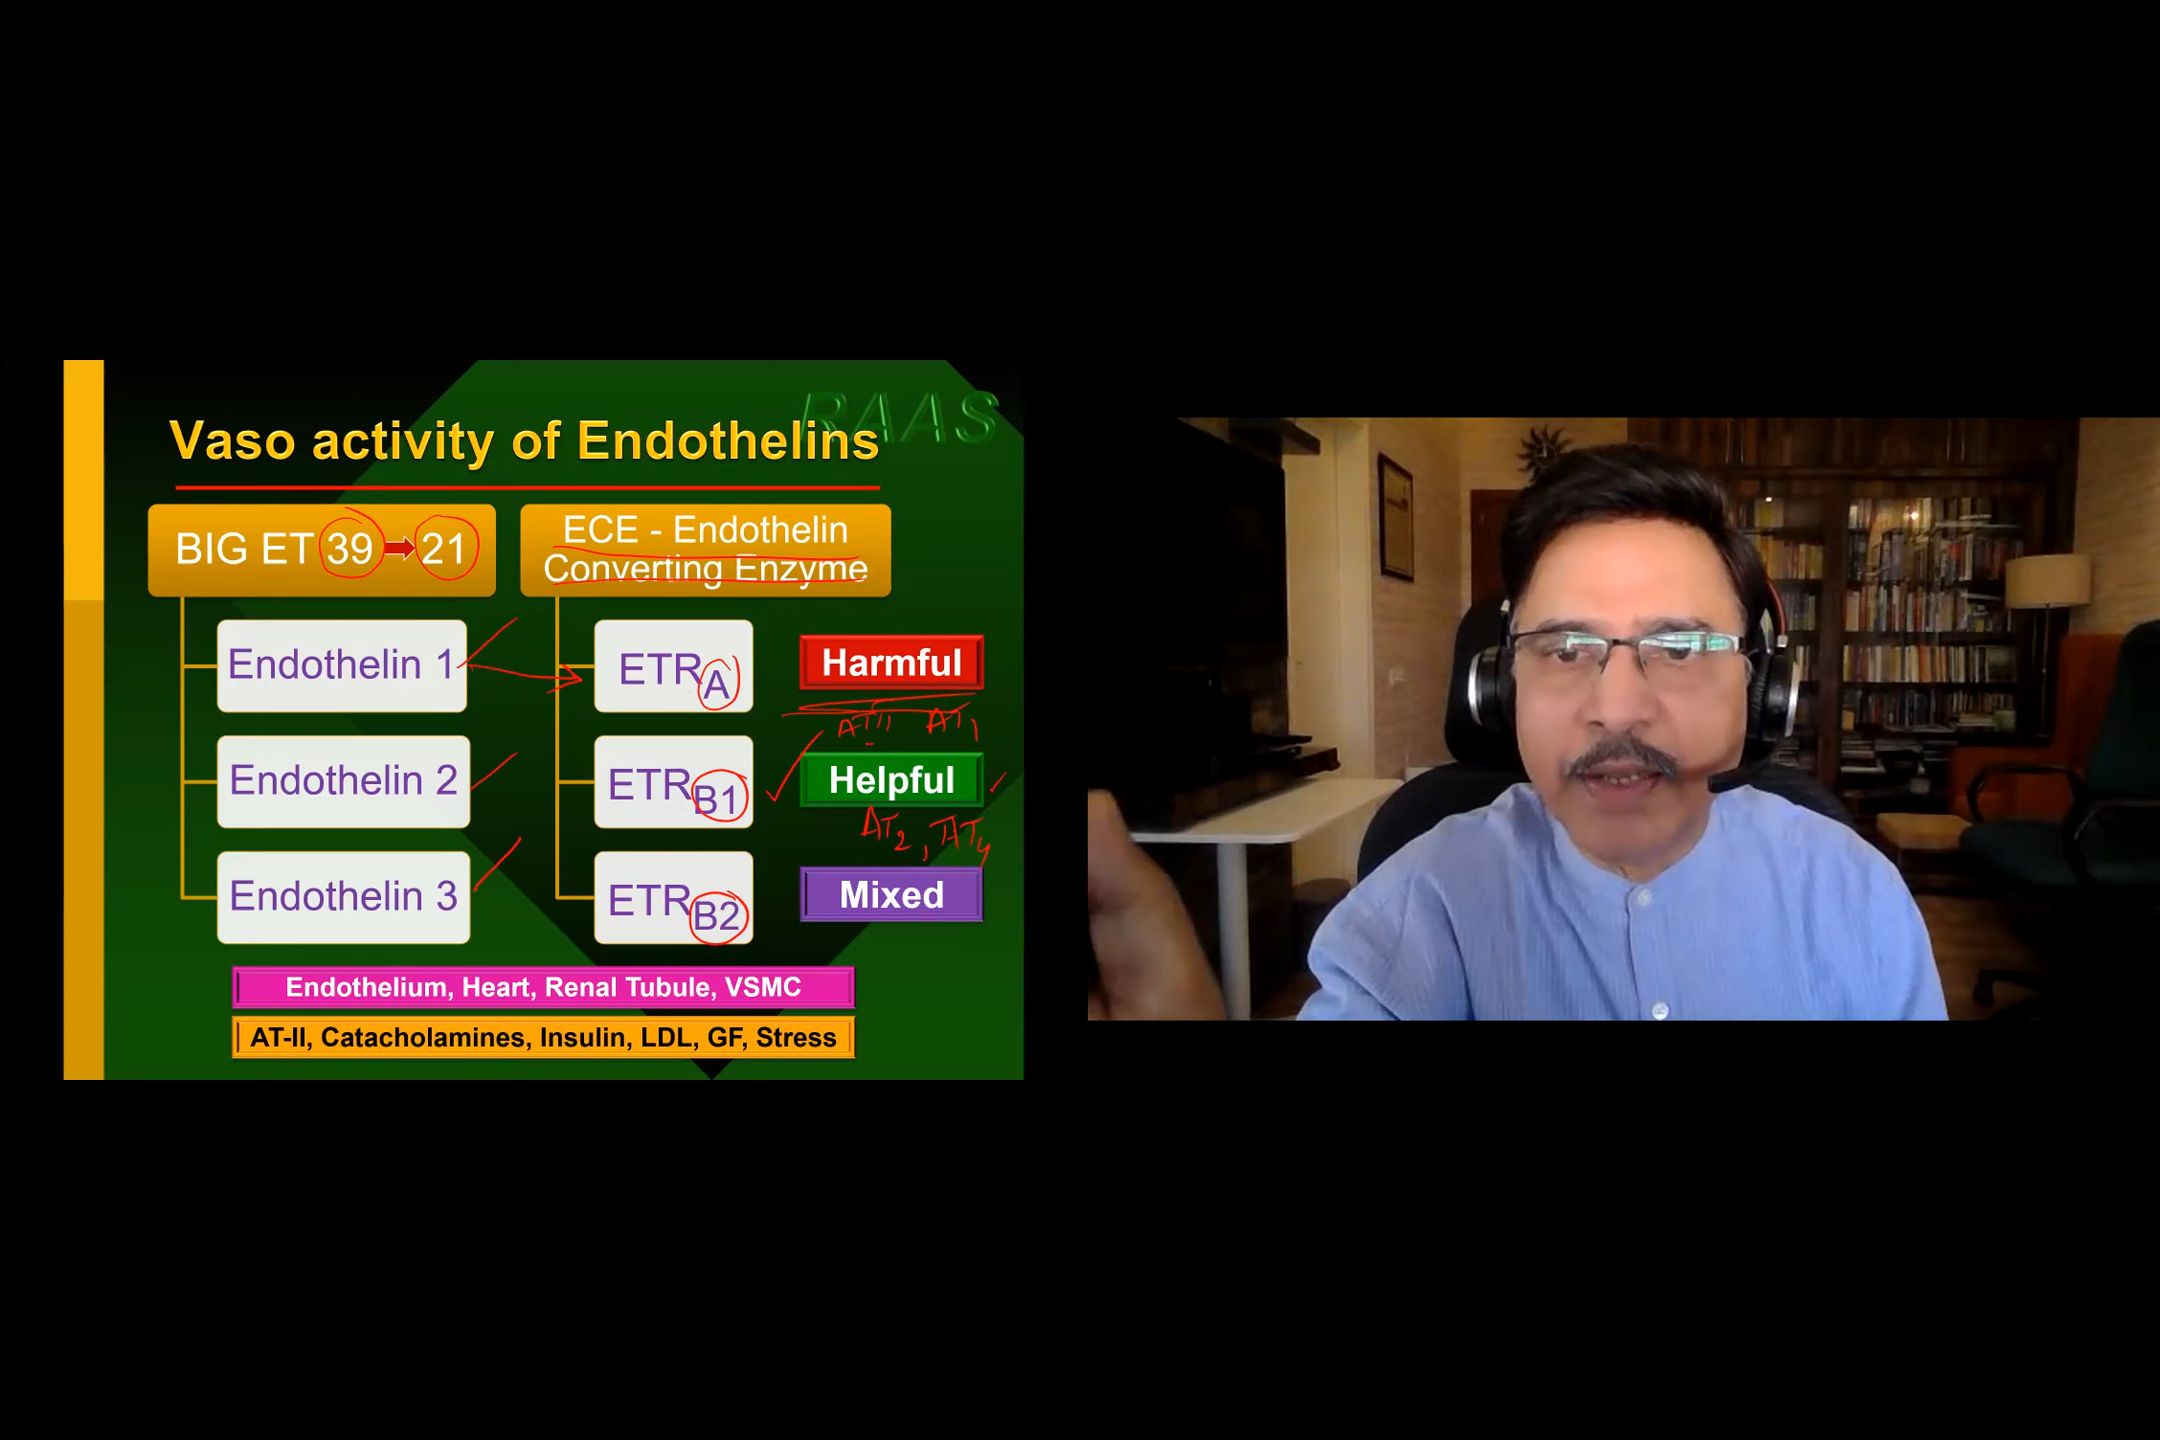 RAAS
Vaso activity of Endothelins
BIG ET 39 21
ECE - Endothelin
Converting Enzyme
Endothelin 1
ETRA
Harmful
ATII AT1
Endothelin 2
ETRB1
Helpful
AT2, AT4
Endothelin 3
ETRB2
Mixed
Endothelium, Heart, Renal Tubule, VSMC
AT-II, Catacholamines, Insulin, LDL, GF, Stress